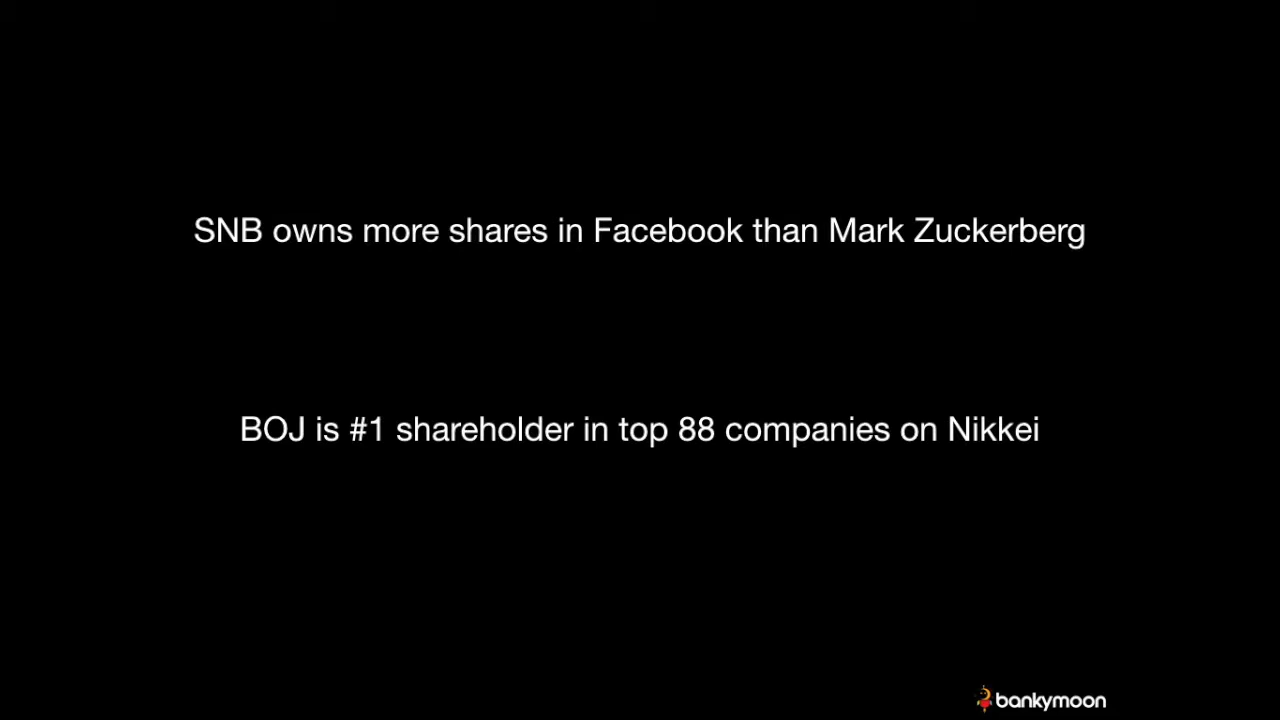 SNB owns more shares in Facebook than Mark Zuckerberg
BOJ is #1 shareholder in top 88 companies on Nikkei
bankymoon